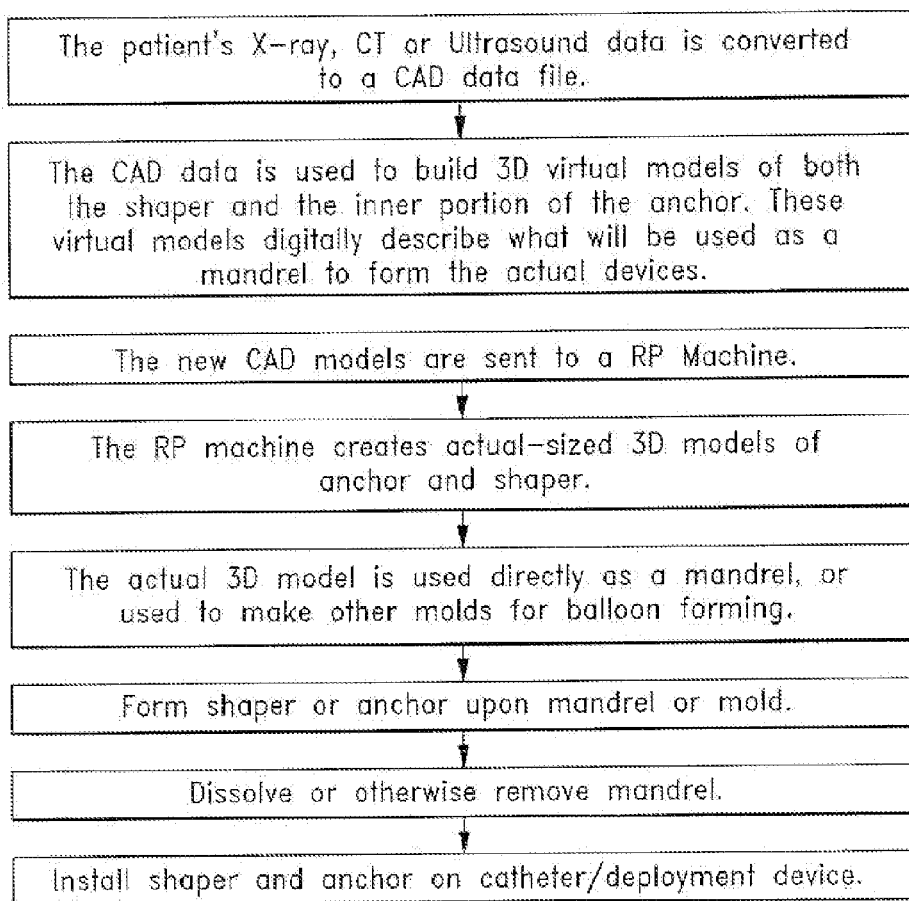 The patient's X-ray, CT or Ultrasound data is converted
to a CAD data file.
The CAD data is used to build 3D virtual models of both
the shaper and the inner portion of the anchor. These
virtual models digitally describe what will be used as a
mandrel to form the actual devices.
The new CAD models are sent to a RP Machine.
The RP machine creates actual-sized 3D models of
anchor and shaper.
The actual 3D model is used directly as a mandrel, or
used to make other molds for balloon forming.
Form shaper or anchor upon mandrel or mold.
Dissolve or otherwise remove mandrel.
Install shaper and anchor on catheter/deployment device.